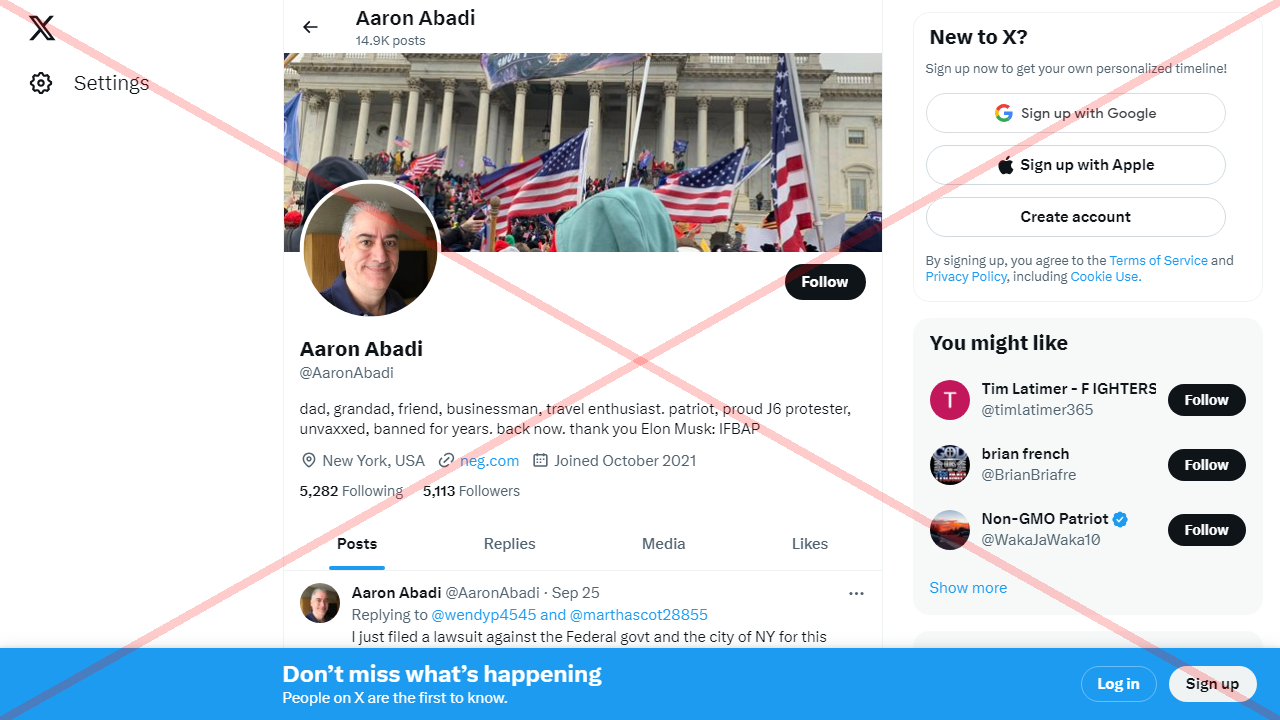 Aaron Abadi
14.9K posts
Settings
Follow
Aaron Abadi
@AaronAbadi
dad, grandad, friend, businessman, travel enthusiast. patriot, proud J6 protester,
unvaxxed, banned for years. back now. thank you Elon Musk: IFBAP
New York, USA neg.com Joined October 2021
5,282 Following 5,113 Followers
Posts Replies Media Likes
Aaron Abadi @AaronAbadi · Sep 25
Replying to @wendyp4545 and @marthascot28855
I just filed a lawsuit against the Federal govt and the city of NY for this
New to X?
Sign up now to get your own personalized timeline!
Sign up with Google
Sign up with Apple
Create account
By signing up, you agree to the Terms of Service and
Privacy Policy, including Cookie Use.
You might like
Tim Latimer - F IGHTERS
@timlatimer365
Follow
brian french
@BrianBriafre
Follow
Non-GMO Patriot
@WakaJaWaka10
Follow
Show more
Don’t miss what’s happening
People on X are the first to know.
Log in
Sign up